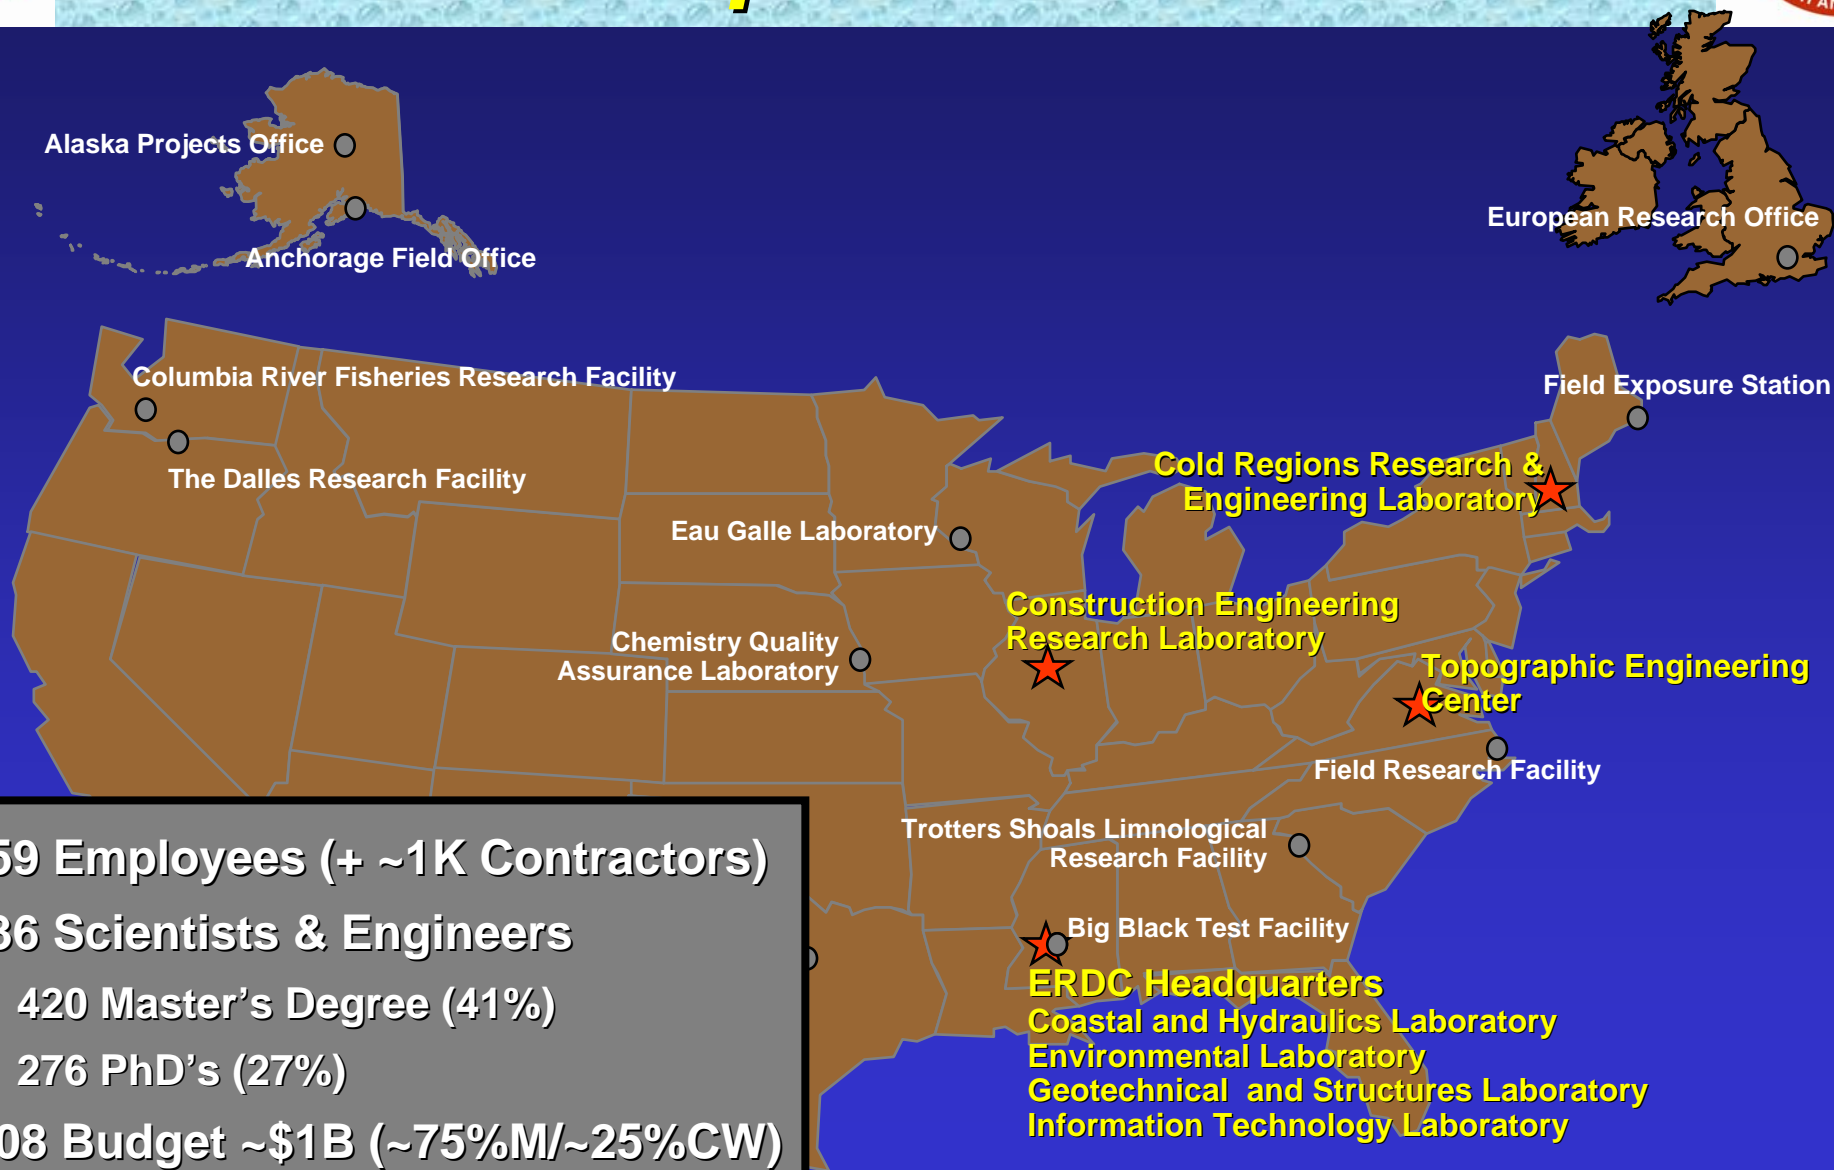 Alaska Projects Office
Anchorage Field Office
European Research Office
Columbia River Fisheries Research Facility
Field Exposure Station
The Dalles Research Facility
Cold Regions Research &
Engineering Laboratory
Eau Galle Laboratory
Construction Engineering
Research Laboratory
Chemistry Quality
Assurance Laboratory
Topographic Engineering
Center
Field Research Facility
Trotters Shoals Limnological
Research Facility
Big Black Test Facility
ERDC Headquarters
Coastal and Hydraulics Laboratory
Environmental Laboratory
Geotechnical and Structures Laboratory
Information Technology Laboratory
59 Employees (+ ~1K Contractors)
36 Scientists & Engineers
420 Master's Degree (41%)
276 PhD's (27%)
08 Budget ~$1B (~75%M/~25%CW)